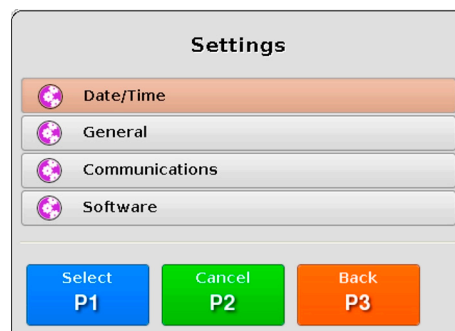 Settings
Date/Time
General
Communications
Software
Select Cancel Back
P1 P2 P3